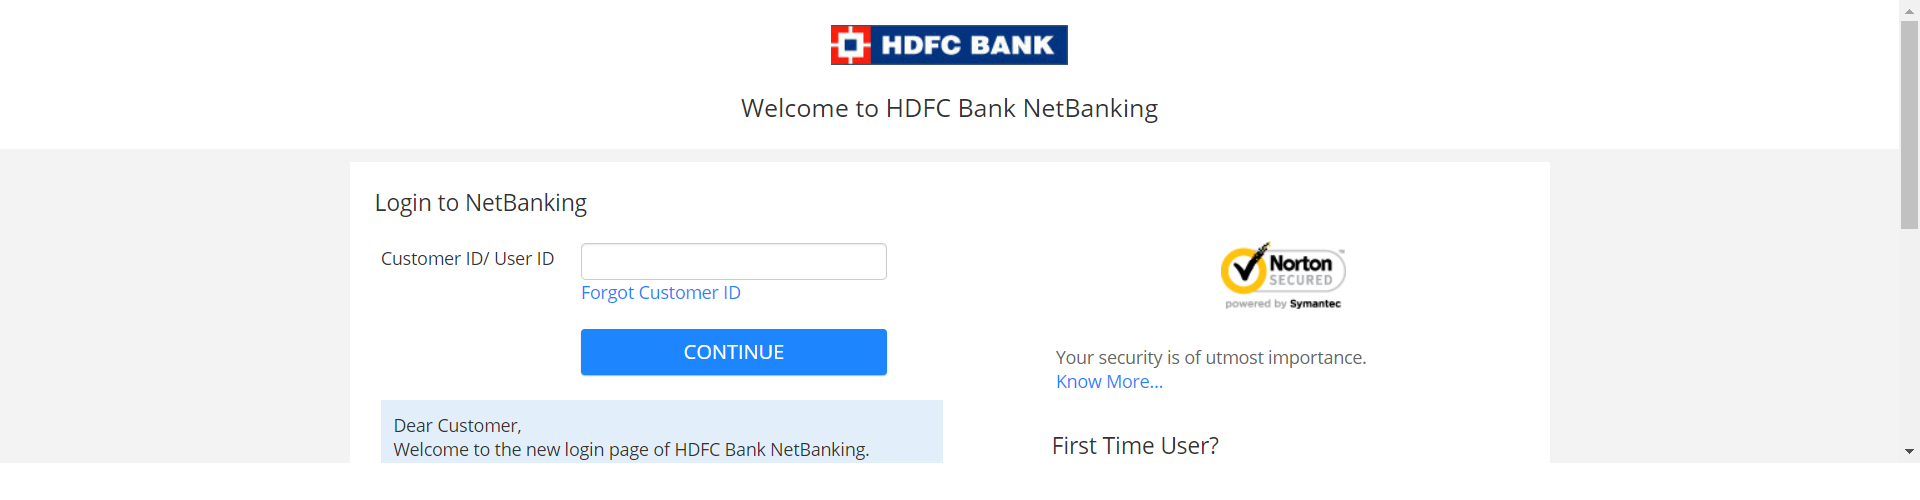 HDFC BANK
Welcome to HDFC Bank NetBanking
Login to NetBanking
Customer ID/ User ID
Forgot Customer ID
CONTINUE
Dear Customer,
Welcome to the new login page of HDFC Bank NetBanking.
Norton
SECURED
powered by Symantec
Your security is of utmost importance.
Know More...
First Time User?